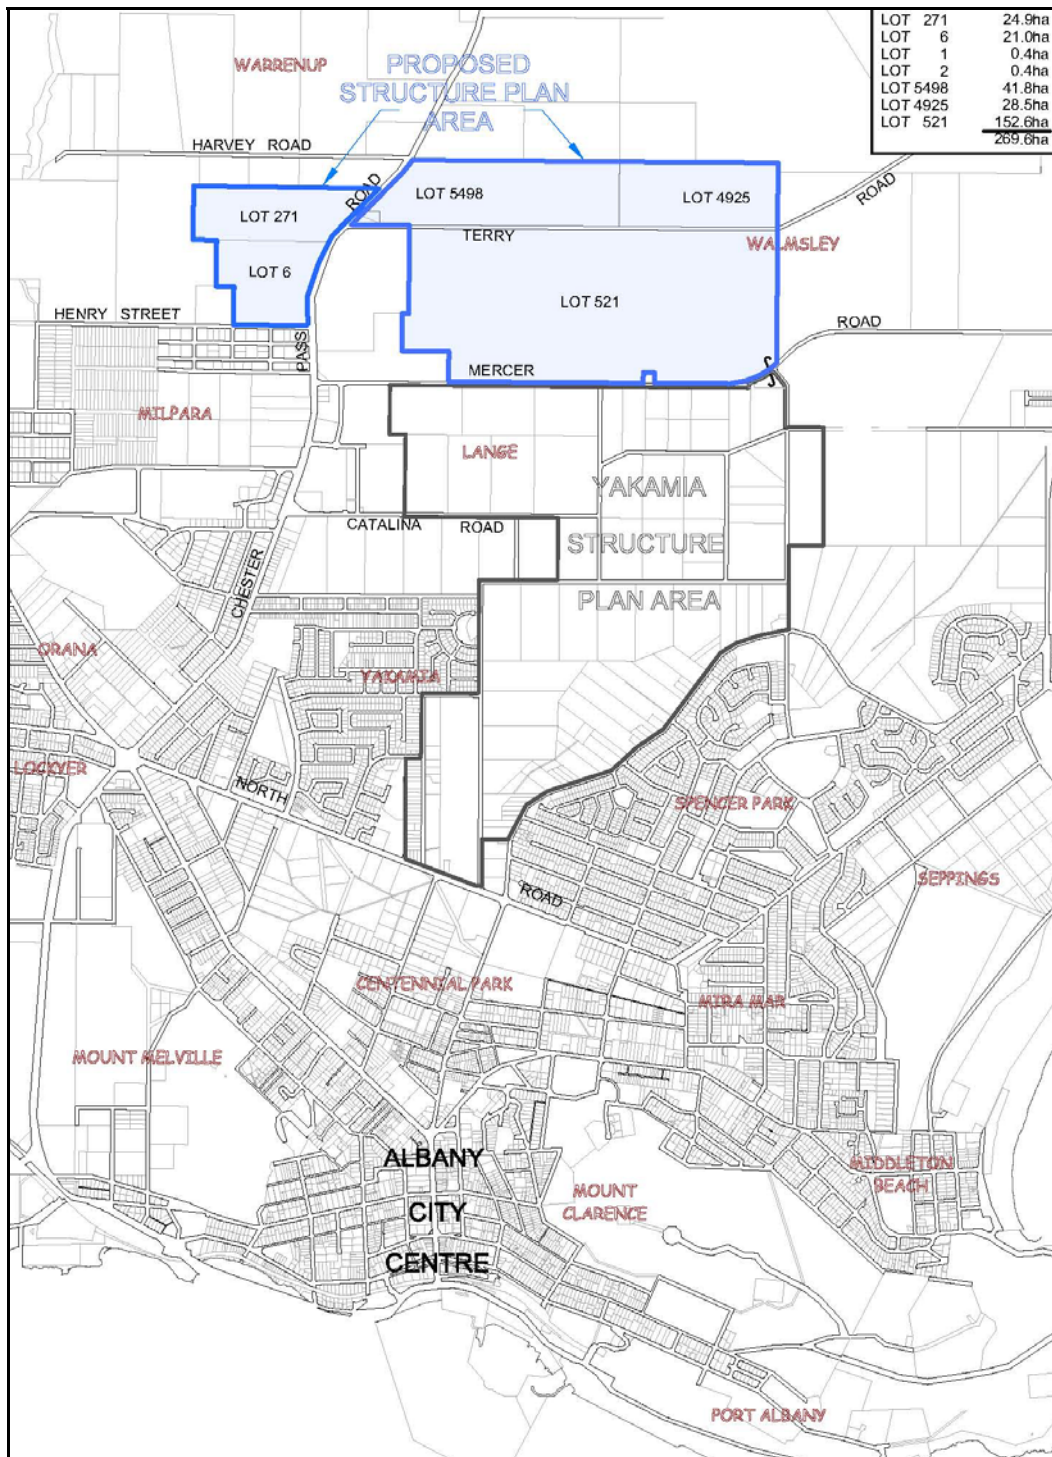 LOT 271 24.9ha
LOT 6 21.0ha
LOT 1 0.4ha
LOT 2 0.4ha
LOT 5498 41.8ha
LOT 4925 28.5ha
LOT 521 152.6ha
269.6ha
WARRENUP
PROPOSED
STRUCTURE PLAN
AREA
HARVEY ROAD
ROAD
LOT 5498
LOT 4925
ROAD
LOT 271
TERRY
WALMSLEY
LOT 6
LOT 521
HENRY STREET
ROAD
PASS
MERCER
MILPARA
LANGE
YAKAMIA
STRUCTURE
PLAN AREA
CATALINA ROAD
CHESTER
ORANA
YAKAMIA
LOCKYER
NORTH
SPENCER PARK
SEPPINGS
ROAD
CENTENNIAL PARK
MIRA MAR
MOUNT MELVILLE
ALBANY
CITY
CENTRE
MOUNT
CLARENCE
MIDDLETON
BEACH
PORT ALBANY